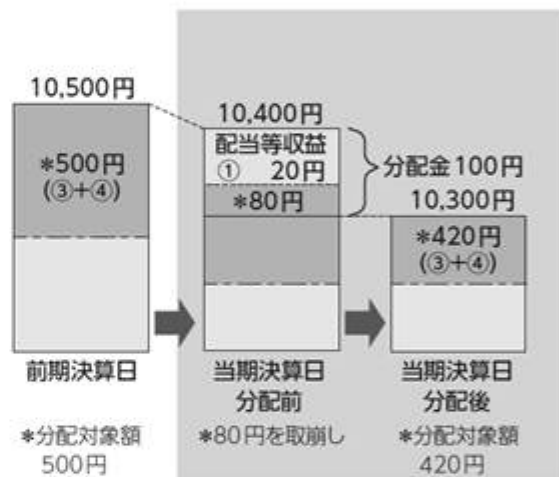 10,500円
*500円
(③+④)
前期決算日
*分配対象額
500円
10,400円
配当等収益
① 20円
*80円
分配金100円
当期決算日
分配前
*80円を取崩し
10,300円
*420円
(③+④)
当期決算日
分配後
*分配対象額
420円